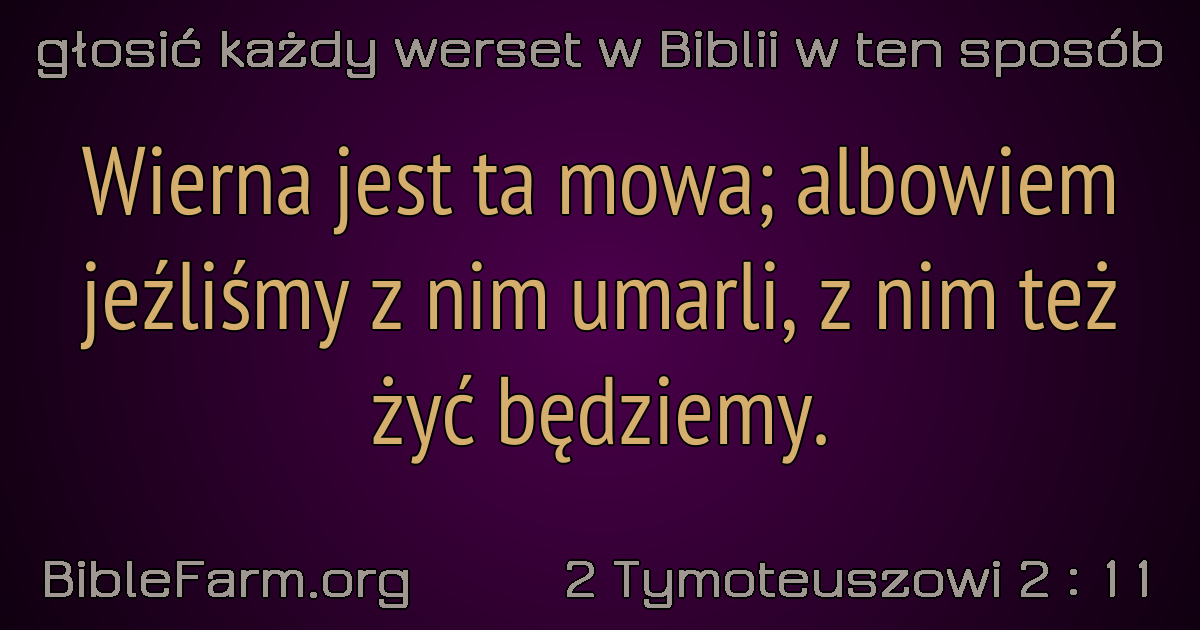 głosić każdy werset w Biblii w ten sposób
Wierna jest ta mowa; albowiem
jeźliśmy z nim umarli, z nim też
żyć będziemy.
BibleFarm.org
2 Tymoteuszowi 2 : 11